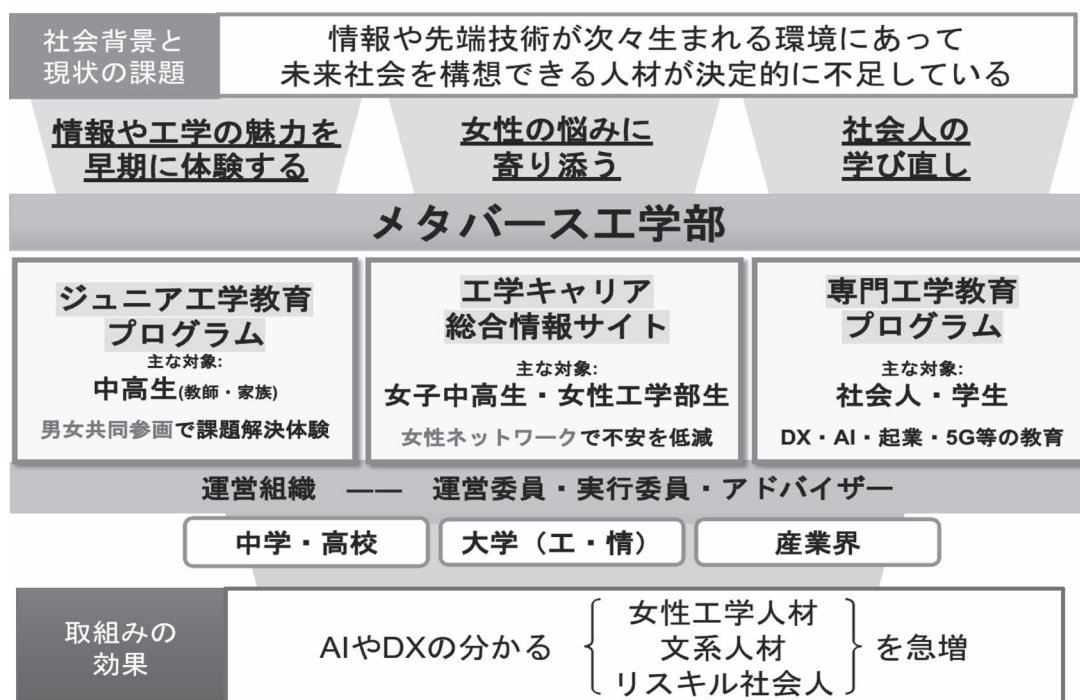 社会背景と
現状の課題
情報や先端技術が次々生まれる環境にあって
未来社会を構想できる人材が決定的に不足している
情報や工学の魅力を
早期に体験する
女性の悩みに
寄り添う
社会人の
学び直し
メタバース工学部
ジュニア工学教育
プログラム
主な対象:
中高生(教師・家族)
男女共同参画で課題解決体験
工学キャリア
総合情報サイト
主な対象:
女子中高生・女性工学部生
女性ネットワークで不安を低減
専門工学教育
プログラム
主な対象:
社会人・学生
DX・AI・起業・5G等の教育
運営組織 ―― 運営委員・実行委員・アドバイザー
中学・高校
大学（工・情）
産業界
取組みの
効果
AIやDXの分かる
女性工学人材
文系人材
リスキル社会人
を急増